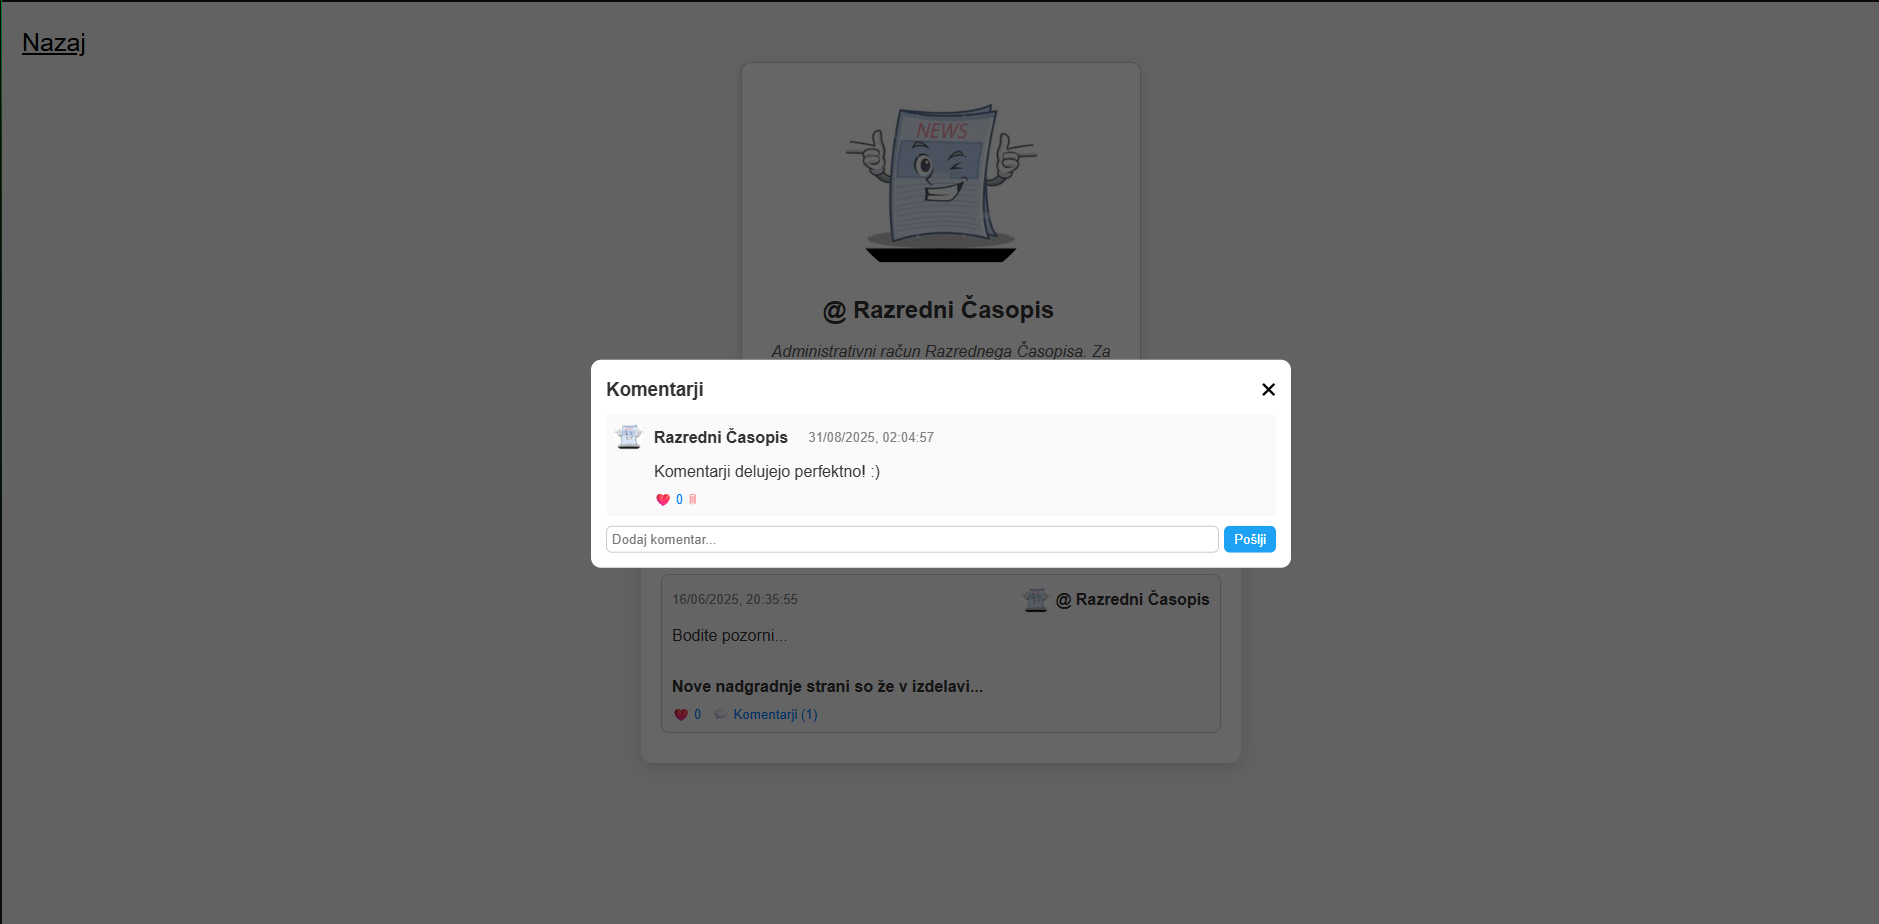 Nazaj
NEWS
@ Razredni Časopis
Administrativni račun Razrednega Časopisa. Za
Komentarji
Razredni Časopis 31/08/2025, 02:04:57
Komentarji delujejo perfektno! :)
0
Dodaj komentar... Pošlji
16/06/2025, 20:35:55 @ Razredni Časopis
Bodite pozorni...
Nove nadgradnje strani so že v izdelavi...
0 Komentarji (1)